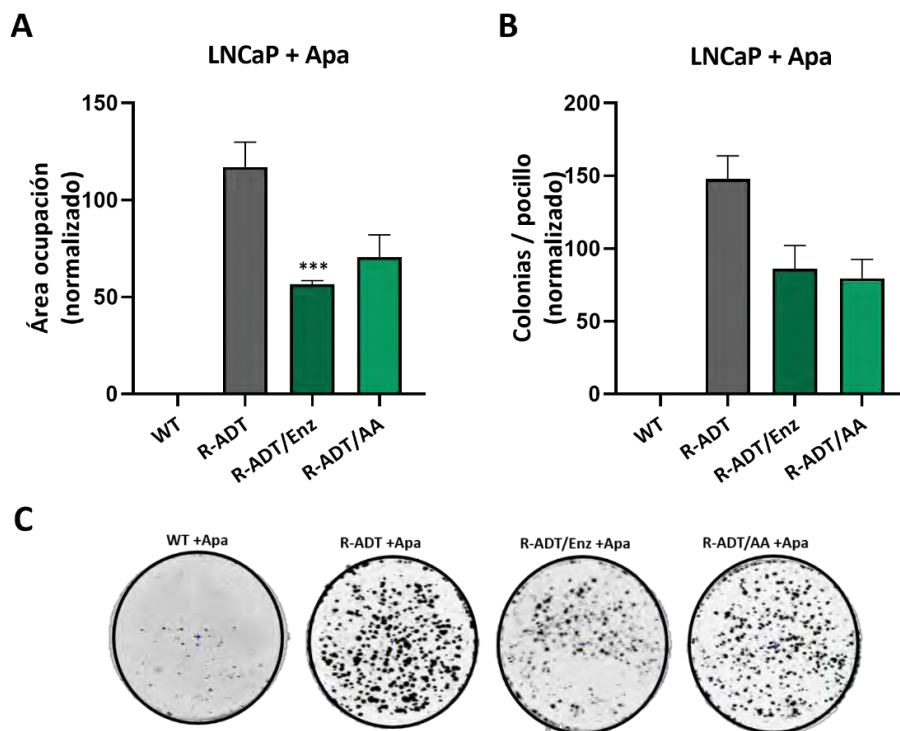 A
LNCaP + Apa
Área ocupación
(normalizado)
150
100
50
0
***
WT
R-ADT
R-ADT/Enz
R-ADT/AA
B
LNCaP + Apa
Colonias / pocillo
(normalizado)
200
150
100
50
0
WT
R-ADT
R-ADT/Enz
R-ADT/AA
C
WT +Apa
R-ADT +Apa
R-ADT/Enz +Apa
R-ADT/AA +Apa